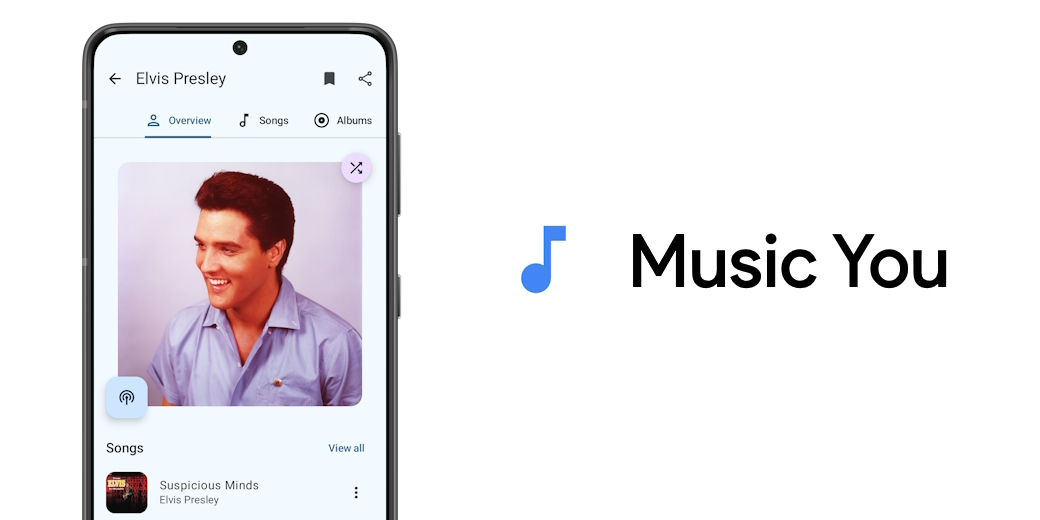 Elvis Presley
Overview
Songs
Albums
Songs
View all
Suspicious Minds
Elvis Presley
ELVIS
Music You